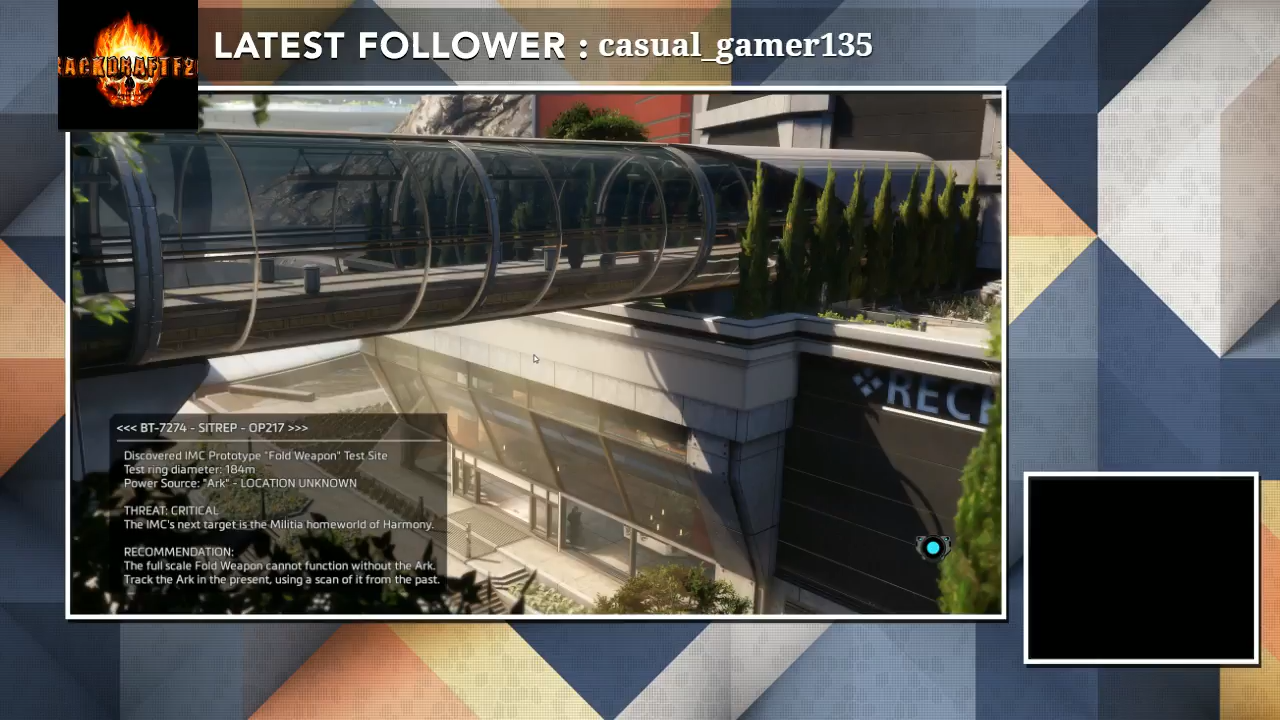 LATEST FOLLOWER : casual_gamer135
<<< BT-7274 - SITREP - OP217 >>>
Discovered IMC Prototype "Fold Weapon" Test Site
Test ring diameter: 184m
Power Source: "Ark" - LOCATION UNKNOWN
THREAT: CRITICAL
The IMC's next target is the Militia homeworld of Harmony.
RECOMMENDATION:
The full scale Fold Weapon cannot function without the Ark.
Track the Ark in the present, using a scan of it from the past.